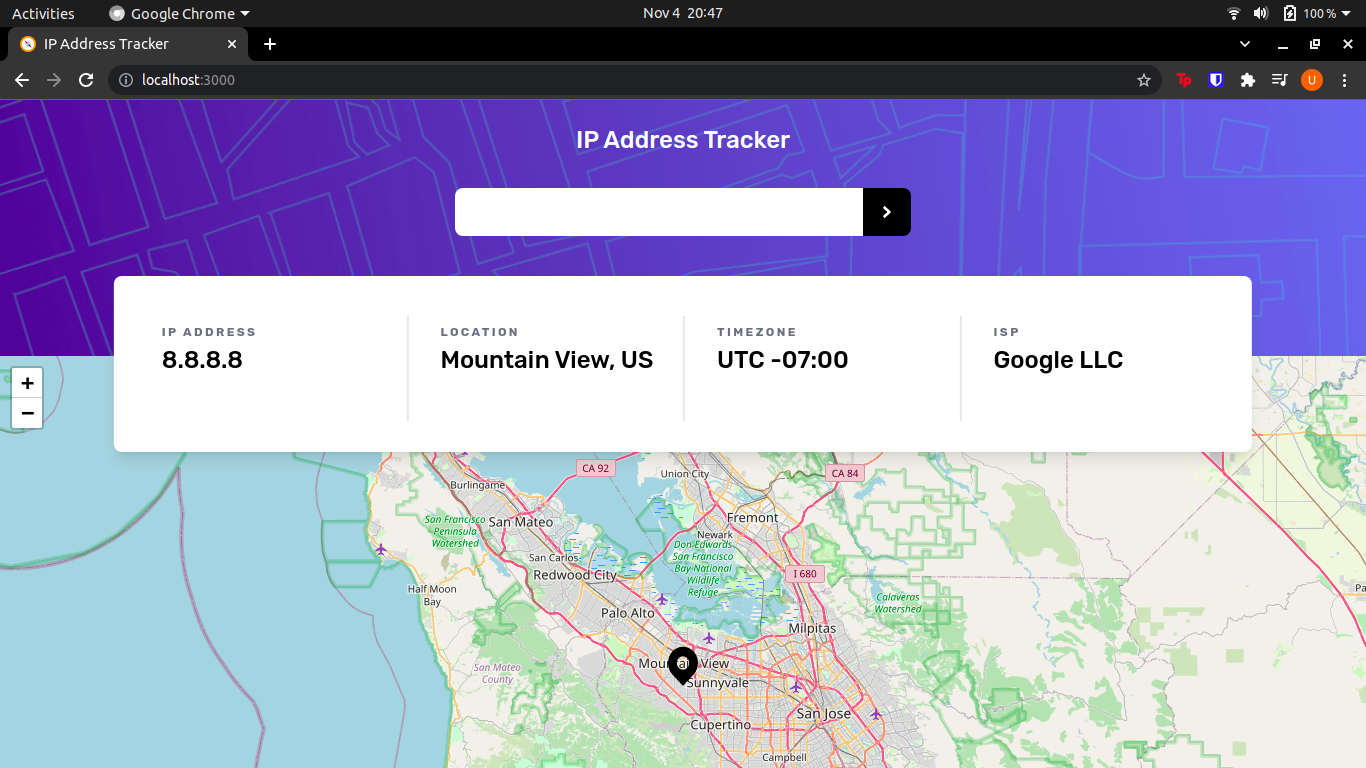 Activities
Google Chrome
Nov 4 20:47
100 %
IP Address Tracker
localhost:3000
Tp
U
IP Address Tracker
IP ADDRESS
8.8.8.8
LOCATION
Mountain View, US
TIMEZONE
UTC -07:00
ISP
Google LLC
+
−
CA 92
Union City
CA 84
Burlingame
San Francisco
Peninsula
Watershed
San Mateo
Fremont
Newark
San Carlos
Don Edwards
San Francisco
Bay National
Wildlife
Refuge
Redwood City
I 680
Half Moon
Bay
Calaveras
Watershed
Pa
Palo Alto
Milpitas
San Mateo
County
Mountain View
Sunnyvale
San Jose
Cupertino
Campbell